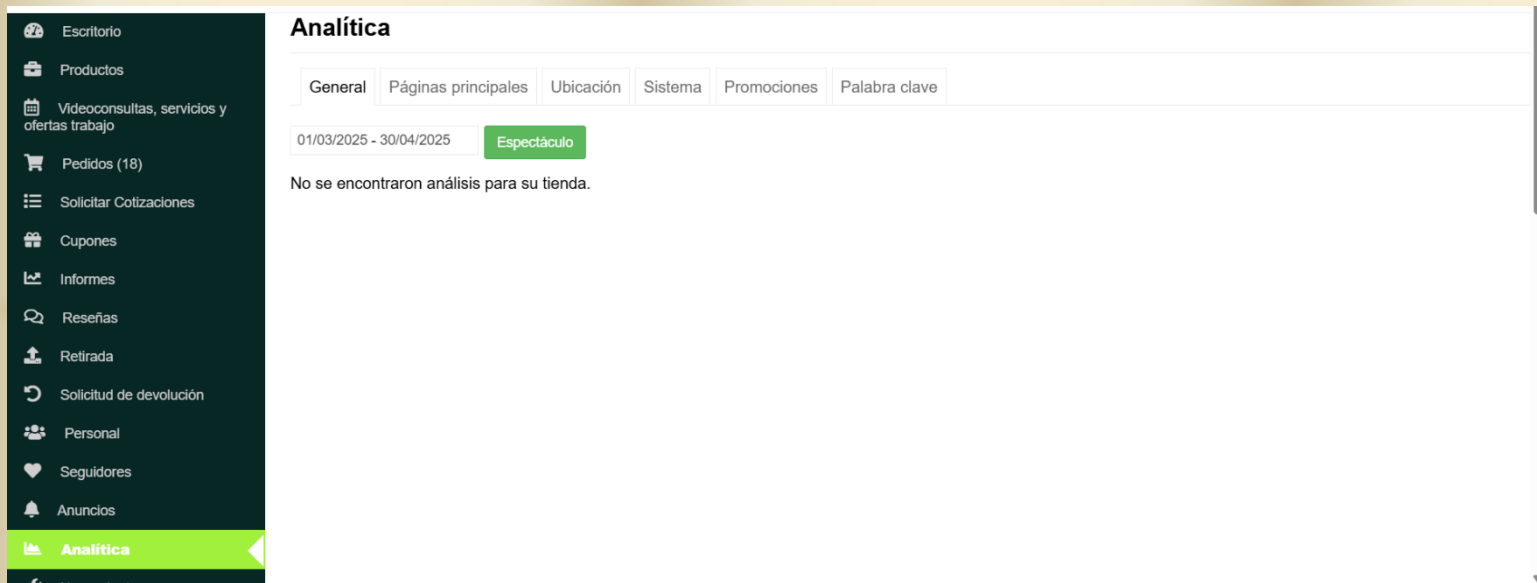 Escritorio
Productos
Videoconsultas, servicios y
ofertas trabajo
Pedidos (18)
Solicitar Cotizaciones
Cupones
Informes
Reseñas
Retirada
Solicitud de devolución
Personal
Seguidores
Anuncios
Analítica
Analítica
General
Páginas principales
Ubicación
Sistema
Promociones
Palabra clave
01/03/2025 - 30/04/2025
Espectáculo
No se encontraron análisis para su tienda.